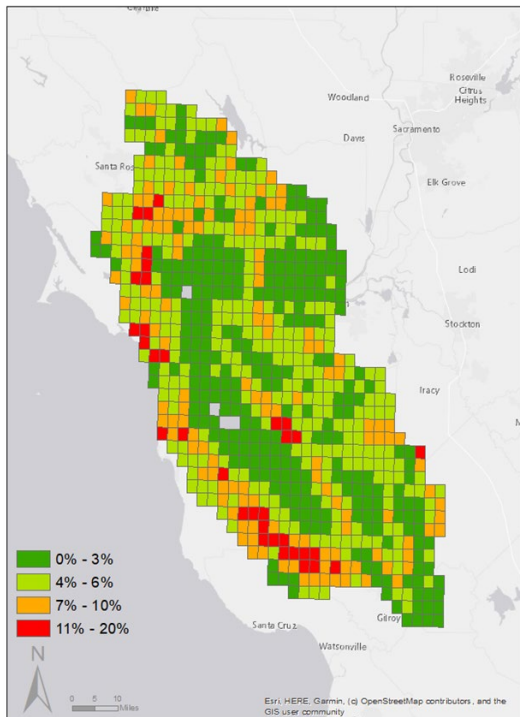 Woodland
Roseville
Citrus
Heights
Davis
Sacramento
Santa Ros
Elk Grove
Lodi
Stockton
Tracy
0% - 3%
4% - 6%
7% - 10%
11% - 20%
Santa Cruz
Gilroy
Watsonville
N
0 5 10
Miles
Esri, HERE, Garmin, (c) OpenStreetMap contributors, and the
GIS user community